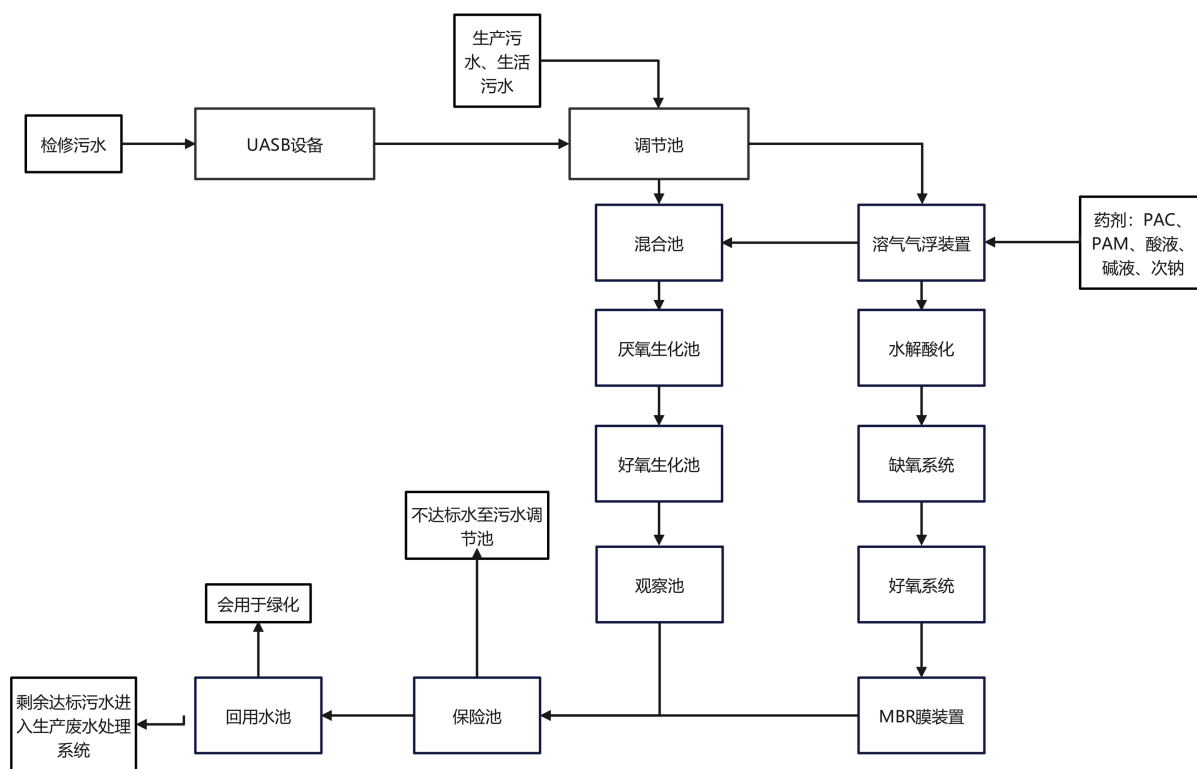 生产污
水、生活
污水
检修污水
UASB设备
调节池
混合池
溶气气浮装置
药剂：PAC、
PAM、酸液、
碱液、次钠
厌氧生化池
水解酸化
好氧生化池
缺氧系统
不达标水至污水调
节池
观察池
好氧系统
会用于绿化
剩余达标污水进
入生产废水处理
系统
回用水池
保险池
MBR膜装置